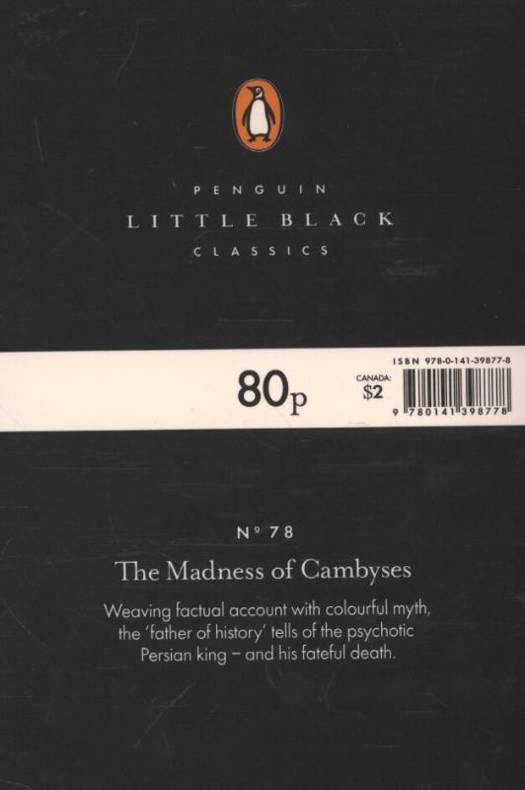 PENGUIN
LITTLE BLACK
CLASSICS
ISBN 978-0-141-39877-8
80p
CANADA:
$2
9 780141 398778
Nº 78
The Madness of Cambyses
Weaving factual account with colourful myth,
the ‘father of history’ tells of the psychotic
Persian king – and his fateful death.